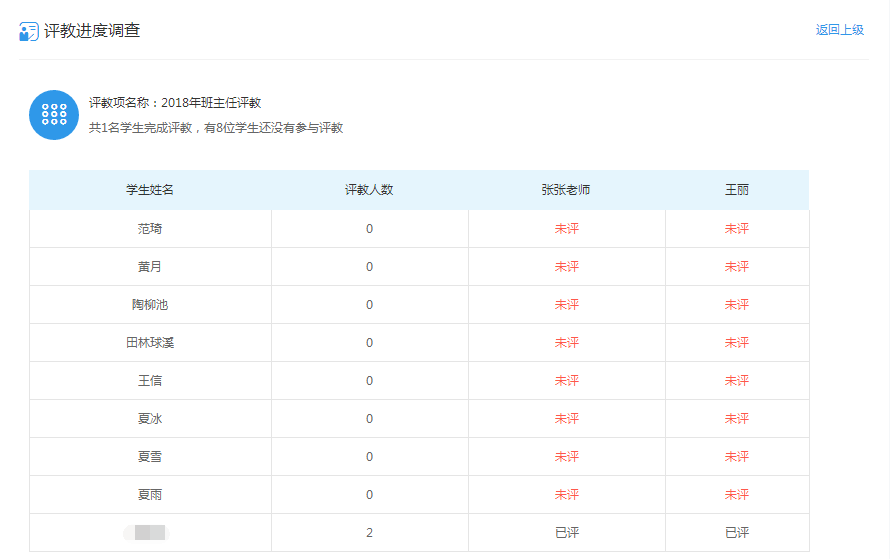 评教进度调查 返回上级
评教项名称：2018年班主任评教
共1名学生完成评教，有8位学生还没有参与评教
学生姓名 评教人数 张张老师 王丽
范琦 0 未评 未评
黄月 0 未评 未评
陶柳池 0 未评 未评
田林球溪 0 未评 未评
王信 0 未评 未评
夏冰 0 未评 未评
夏雪 0 未评 未评
夏雨 0 未评 未评
2 已评 已评